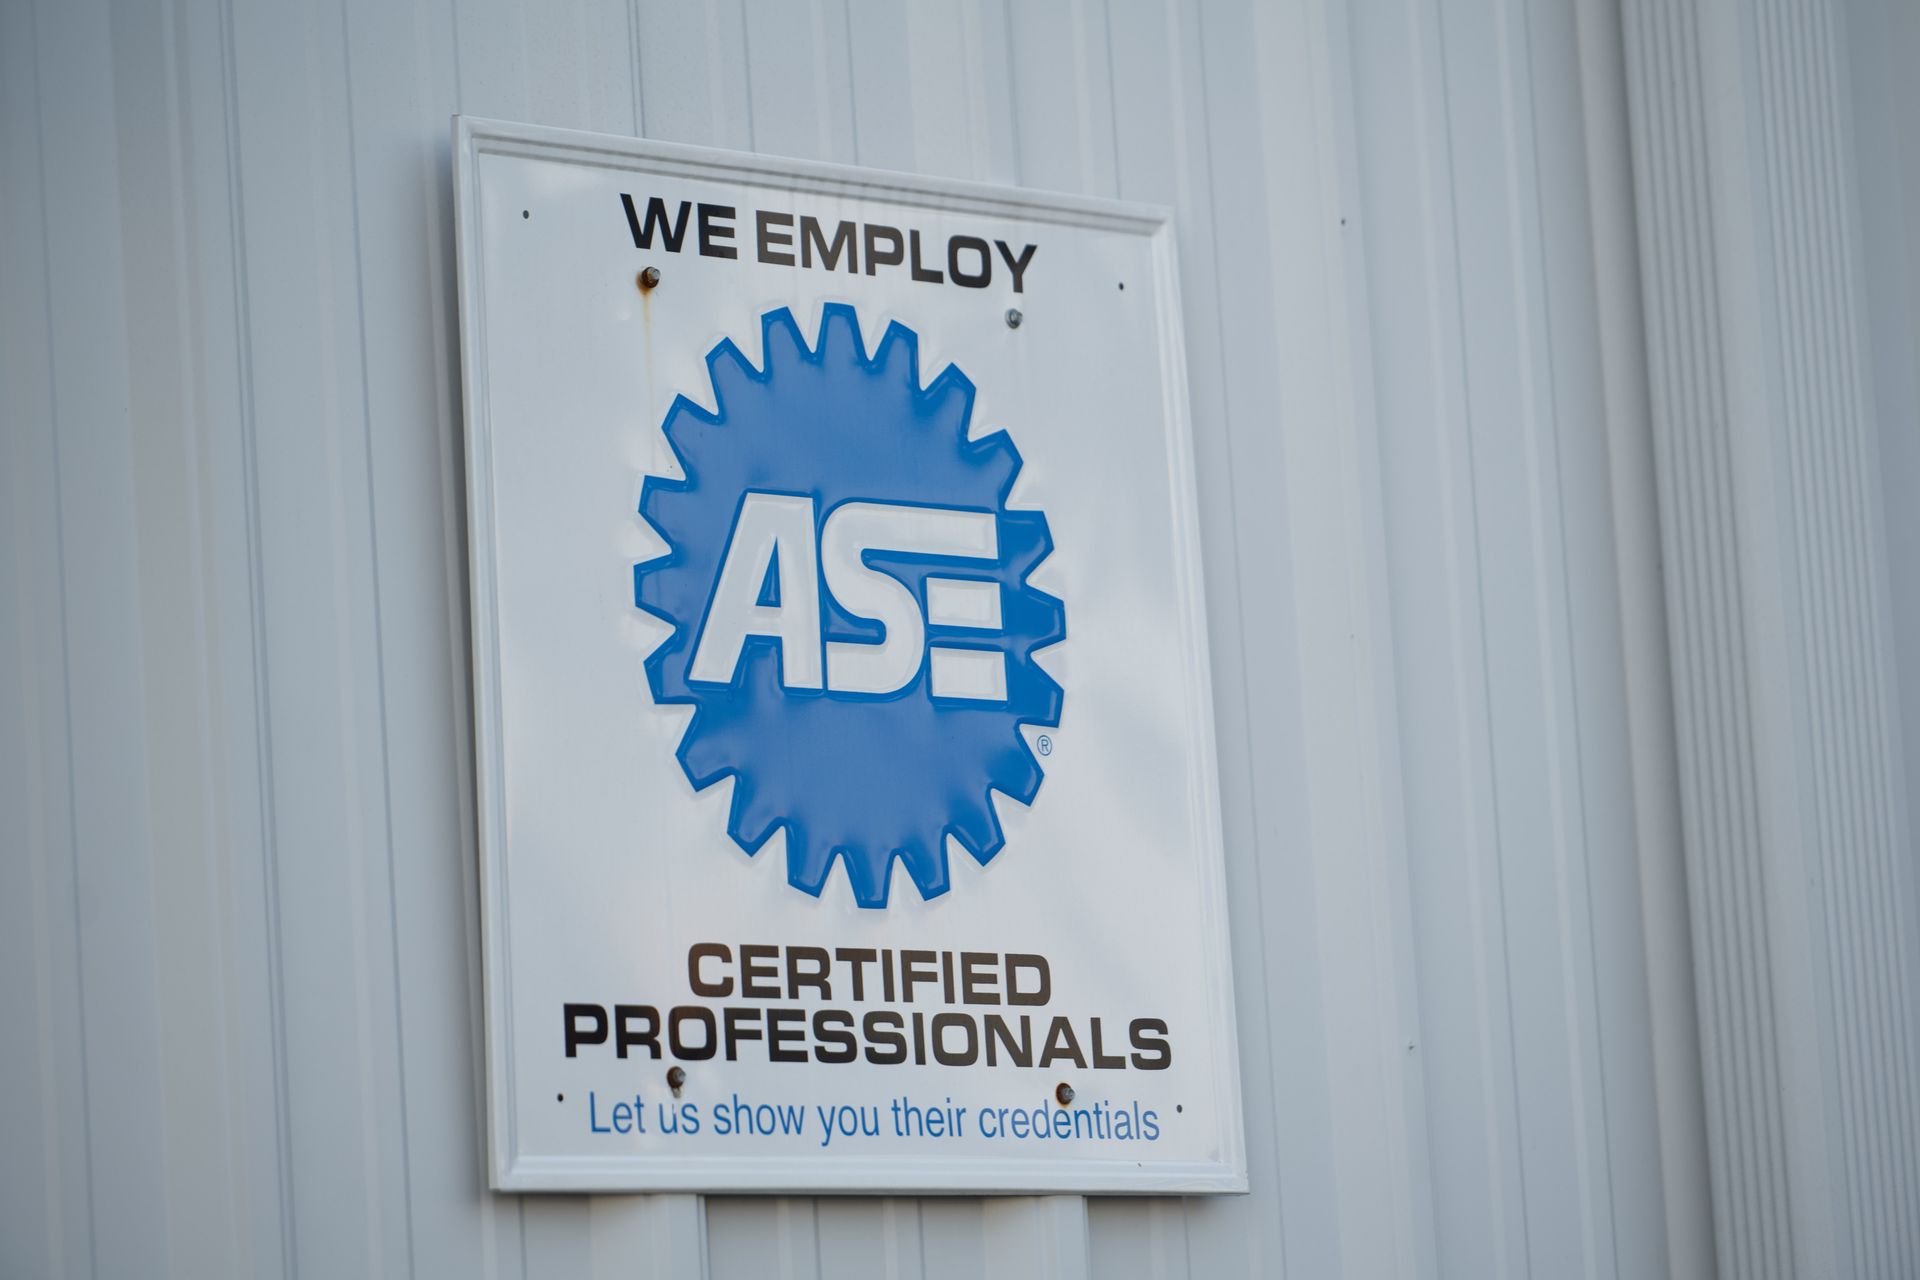 WE EMPLOY
ASE
®
CERTIFIED
PROFESSIONALS
Let us show you their credentials